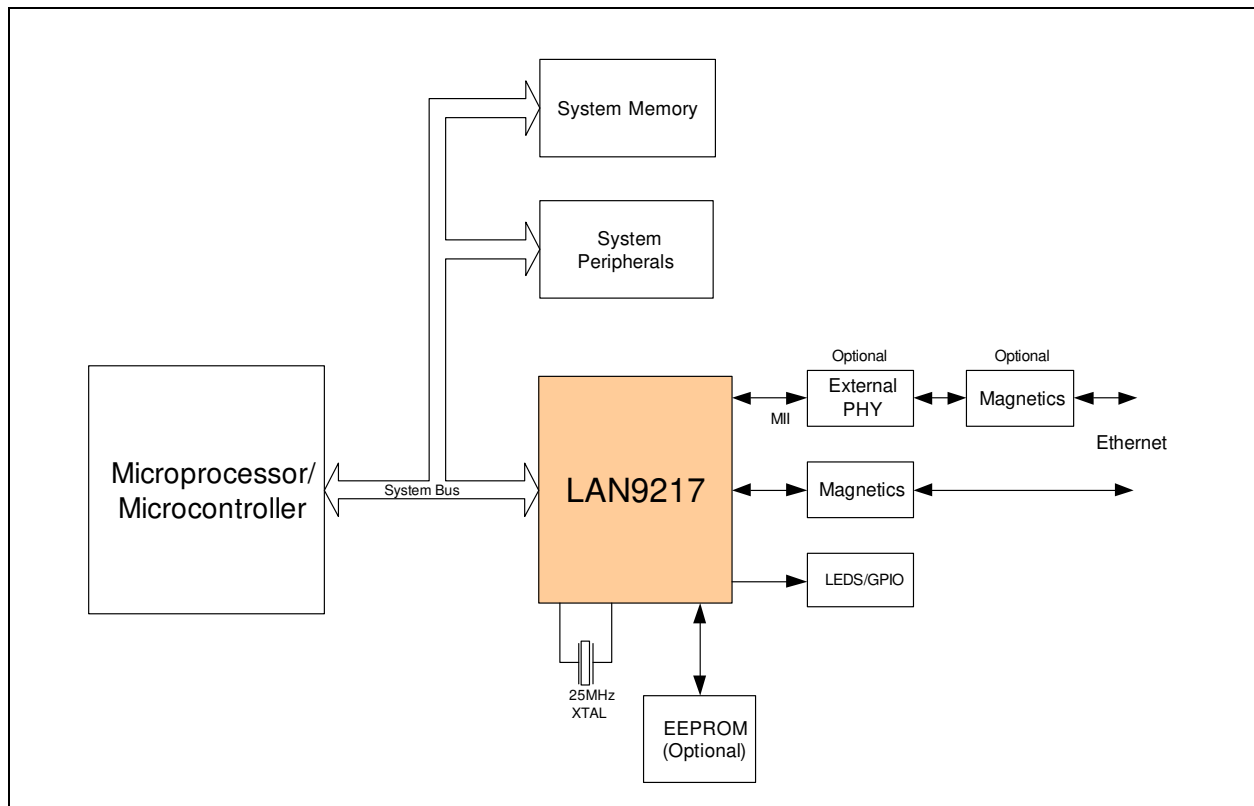 System Memory
System
Peripherals
Optional
Optional
External
PHY
Magnetics
MII
Ethernet
Microprocessor/
Microcontroller
System Bus
LAN9217
Magnetics
LEDS/GPIO
25MHz
XTAL
EEPROM
(Optional)